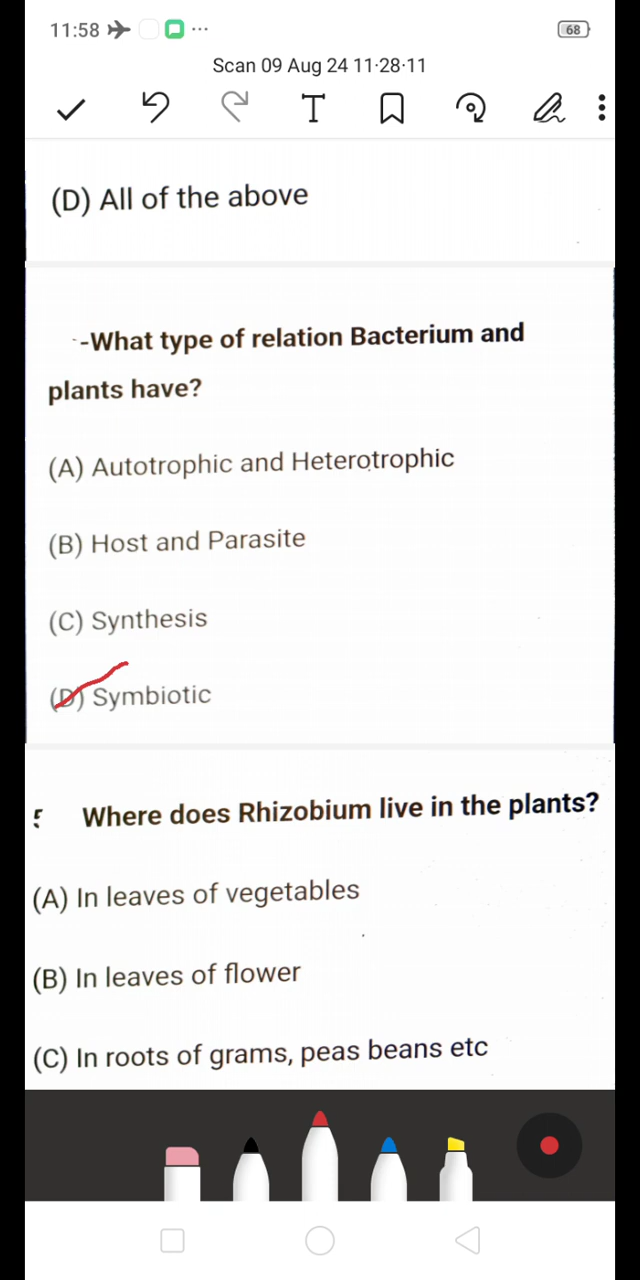 11:58
68
Scan 09 Aug 24 11·28·11
T
(D) All of the above
-What type of relation Bacterium and
plants have?
(A) Autotrophic and Heterotrophic
(B) Host and Parasite
(C) Synthesis
(D) Symbiotic
Where does Rhizobium live in the plants?
(A) In leaves of vegetables
(B) In leaves of flower
(C) In roots of grams, peas beans etc